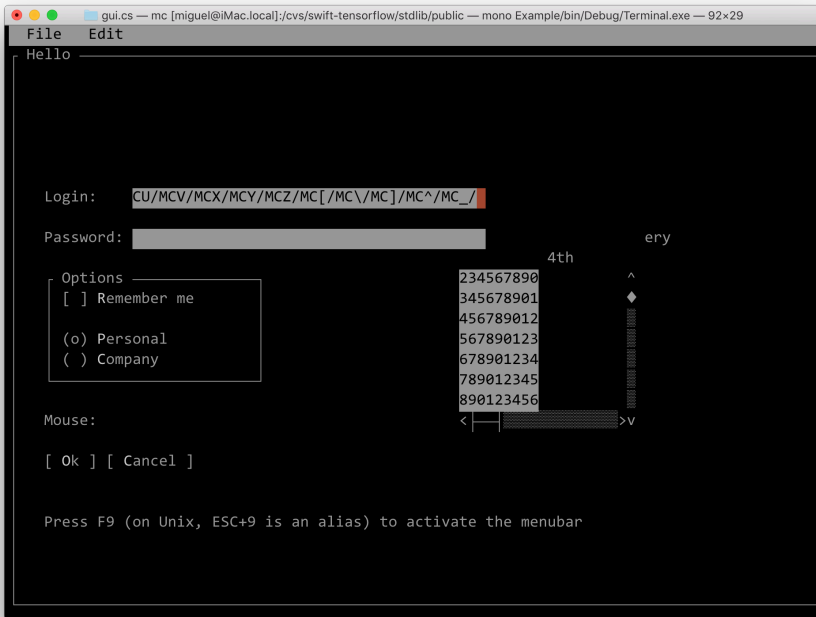 gui.cs — mc [miguel@iMac.local]:/cvs/swift-tensorflow/stdlib/public — mono Example/bin/Debug/Terminal.exe — 92×29
File Edit
Hello
Login: CU/MCV/MCX/MCY/MCZ/MC[/MC\/MC]/MC^/MC_/
Password: ery
4th
Options 234567890 ^
[ ] Remember me 345678901
456789012
(o) Personal 567890123
( ) Company 678901234
789012345
890123456
Mouse: < >v
[ Ok ] [ Cancel ]
Press F9 (on Unix, ESC+9 is an alias) to activate the menubar